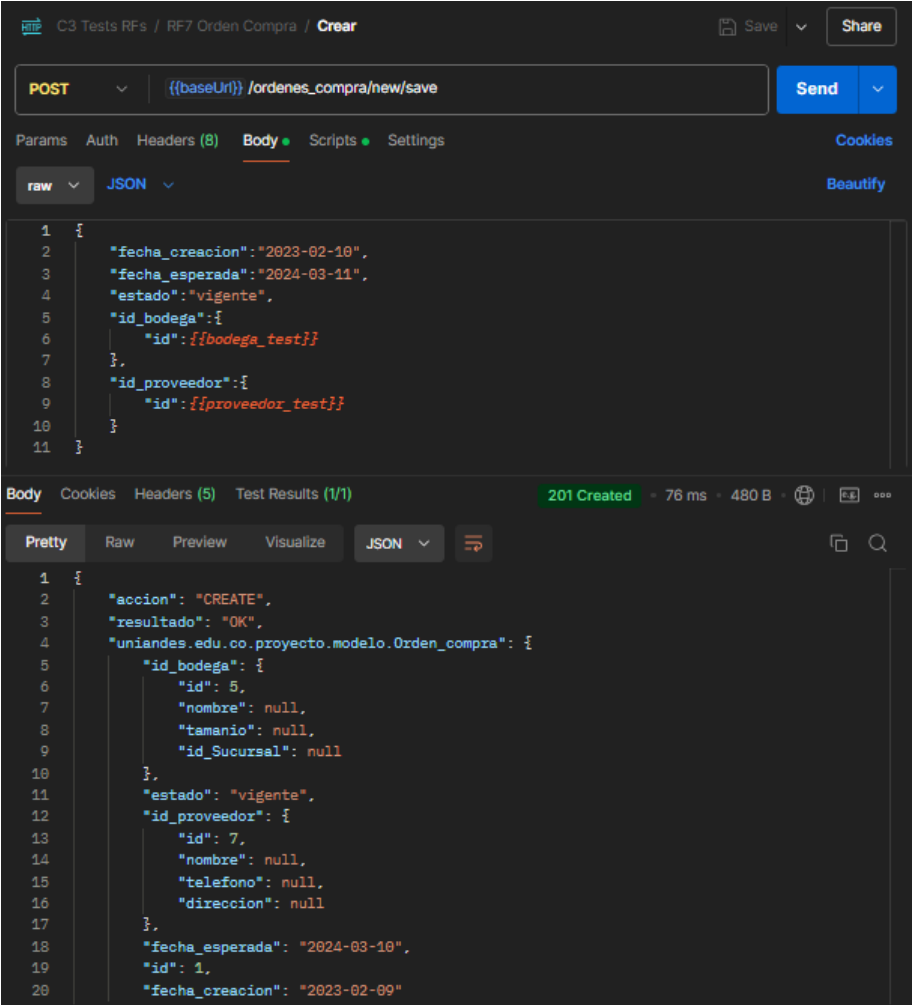 HTTP C3 Tests RFs / RF7 Orden Compra / Crear Save Share
POST {{baseUrl}} /ordenes_compra/new/save Send
Params Auth Headers (8) Body Scripts Settings Cookies
raw JSON Beautify
1 {
2 "fecha_creacion":"2023-02-10",
3 "fecha_esperada":"2024-03-11",
4 "estado":"vigente",
5 "id_bodega":{
6 "id":{{bodega_test}}
7 },
8 "id_proveedor":{
9 "id":{{proveedor_test}}
10 }
11 }
Body Cookies Headers (5) Test Results (1/1) 201 Created 76 ms 480 B e.g.
Pretty Raw Preview Visualize JSON
1 {
2 "accion": "CREATE",
3 "resultado": "OK",
4 "uniandes.edu.co.proyecto.modelo.Orden_compra": {
5 "id_bodega": {
6 "id": 5,
7 "nombre": null,
8 "tamanio": null,
9 "id_Sucursal": null
10 },
11 "estado": "vigente",
12 "id_proveedor": {
13 "id": 7,
14 "nombre": null,
15 "telefono": null,
16 "direccion": null
17 },
18 "fecha_esperada": "2024-03-10",
19 "id": 1,
20 "fecha_creacion": "2023-02-09"